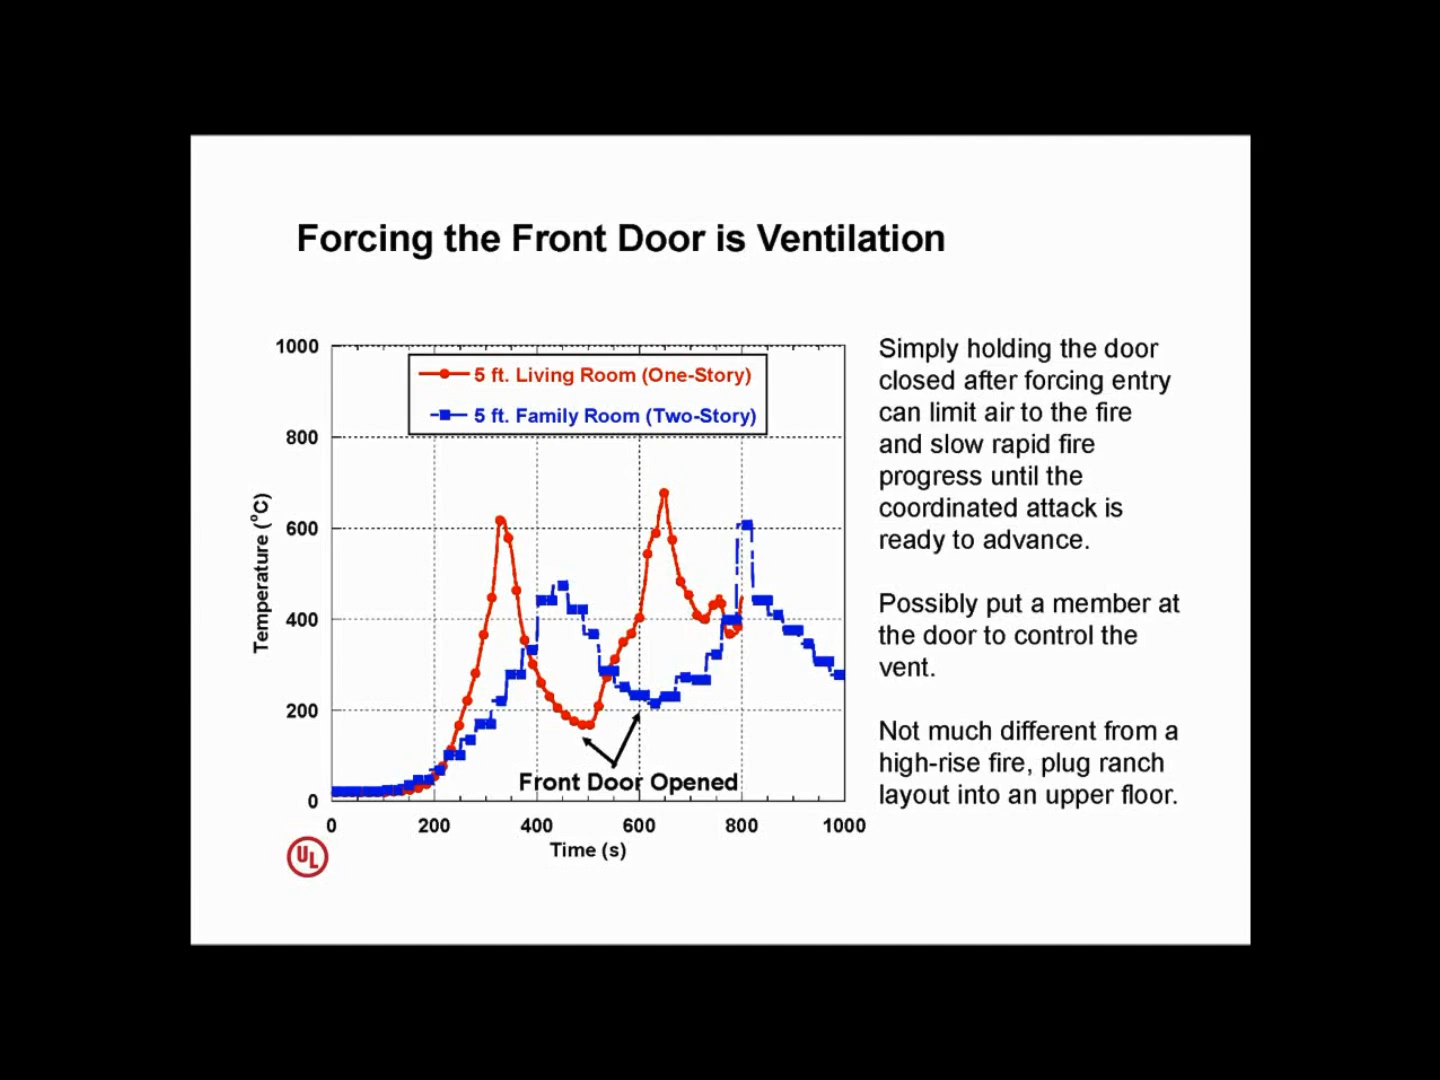 Forcing the Front Door is Ventilation
1000
800
600
400
200
0
Temperature (°C)
5 ft. Living Room (One-Story)
5 ft. Family Room (Two-Story)
Front Door Opened
0 200 400 600 800 1000
Time (s)
UL
Simply holding the door
closed after forcing entry
can limit air to the fire
and slow rapid fire
progress until the
coordinated attack is
ready to advance.
Possibly put a member at
the door to control the
vent.
Not much different from a
high-rise fire, plug ranch
layout into an upper floor.